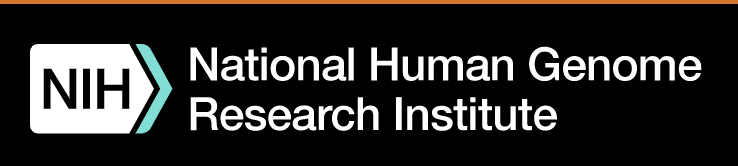 NIH National Human Genome
Research Institute